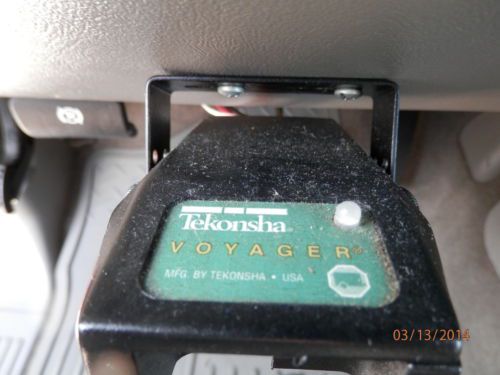 Tekonsha
VOYAGER®
MFG. BY TEKONSHA • USA
03/13/2014